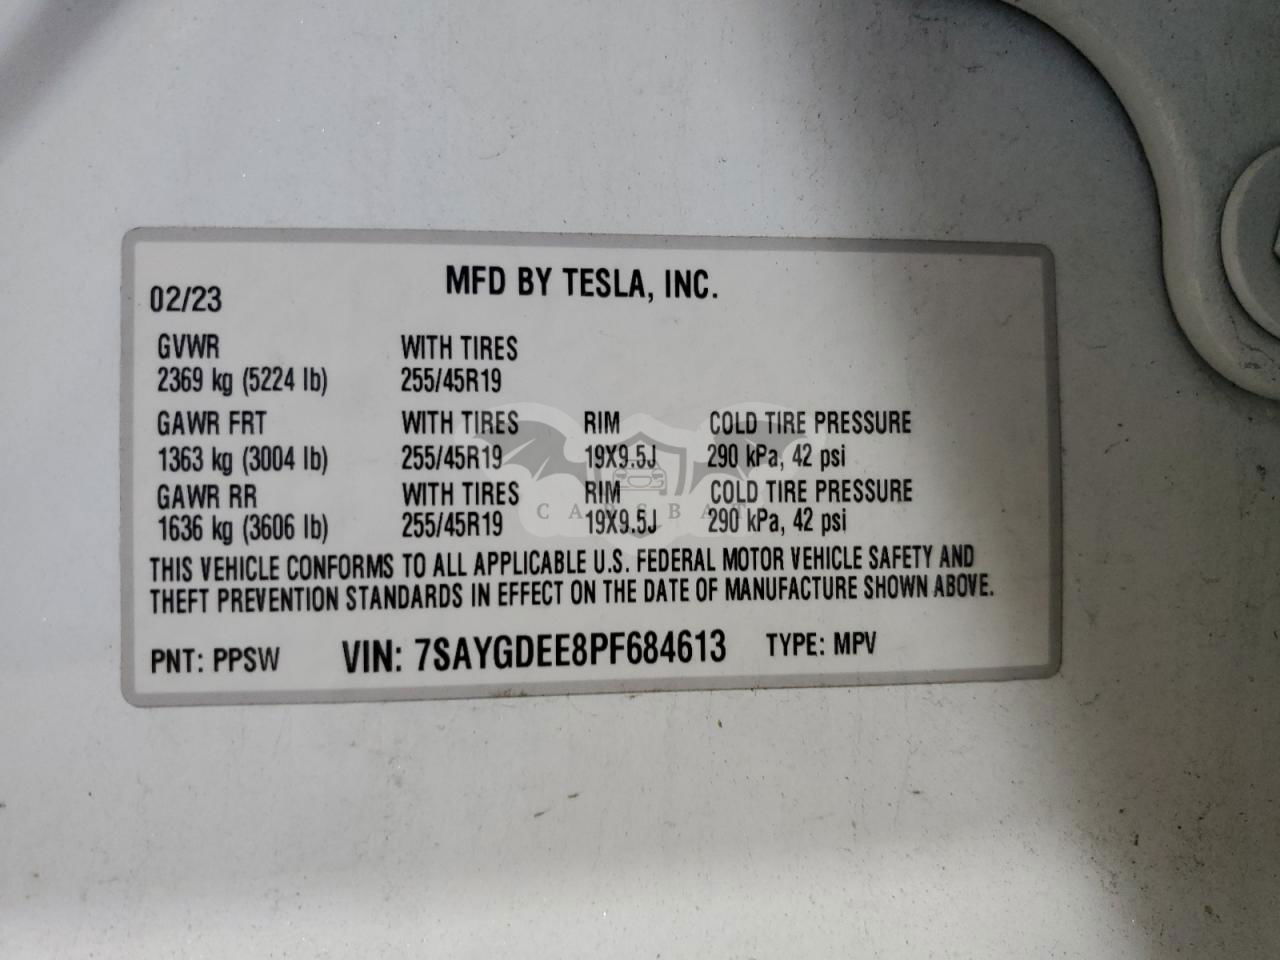 MFD BY TESLA, INC.
02/23
GVWR WITH TIRES
2369 kg (5224 lb) 255/45R19
GAWR FRT WITH TIRES RIM COLD TIRE PRESSURE
1363 kg (3004 lb) 255/45R19 19X9.5J 290 kPa, 42 psi
GAWR RR WITH TIRES RIM COLD TIRE PRESSURE
1636 kg (3606 lb) 255/45R19 19X9.5J 290 kPa, 42 psi
CARSBAT
THIS VEHICLE CONFORMS TO ALL APPLICABLE U.S. FEDERAL MOTOR VEHICLE SAFETY AND
THEFT PREVENTION STANDARDS IN EFFECT ON THE DATE OF MANUFACTURE SHOWN ABOVE.
PNT: PPSW VIN: 7SAYGDEE8PF684613 TYPE: MPV